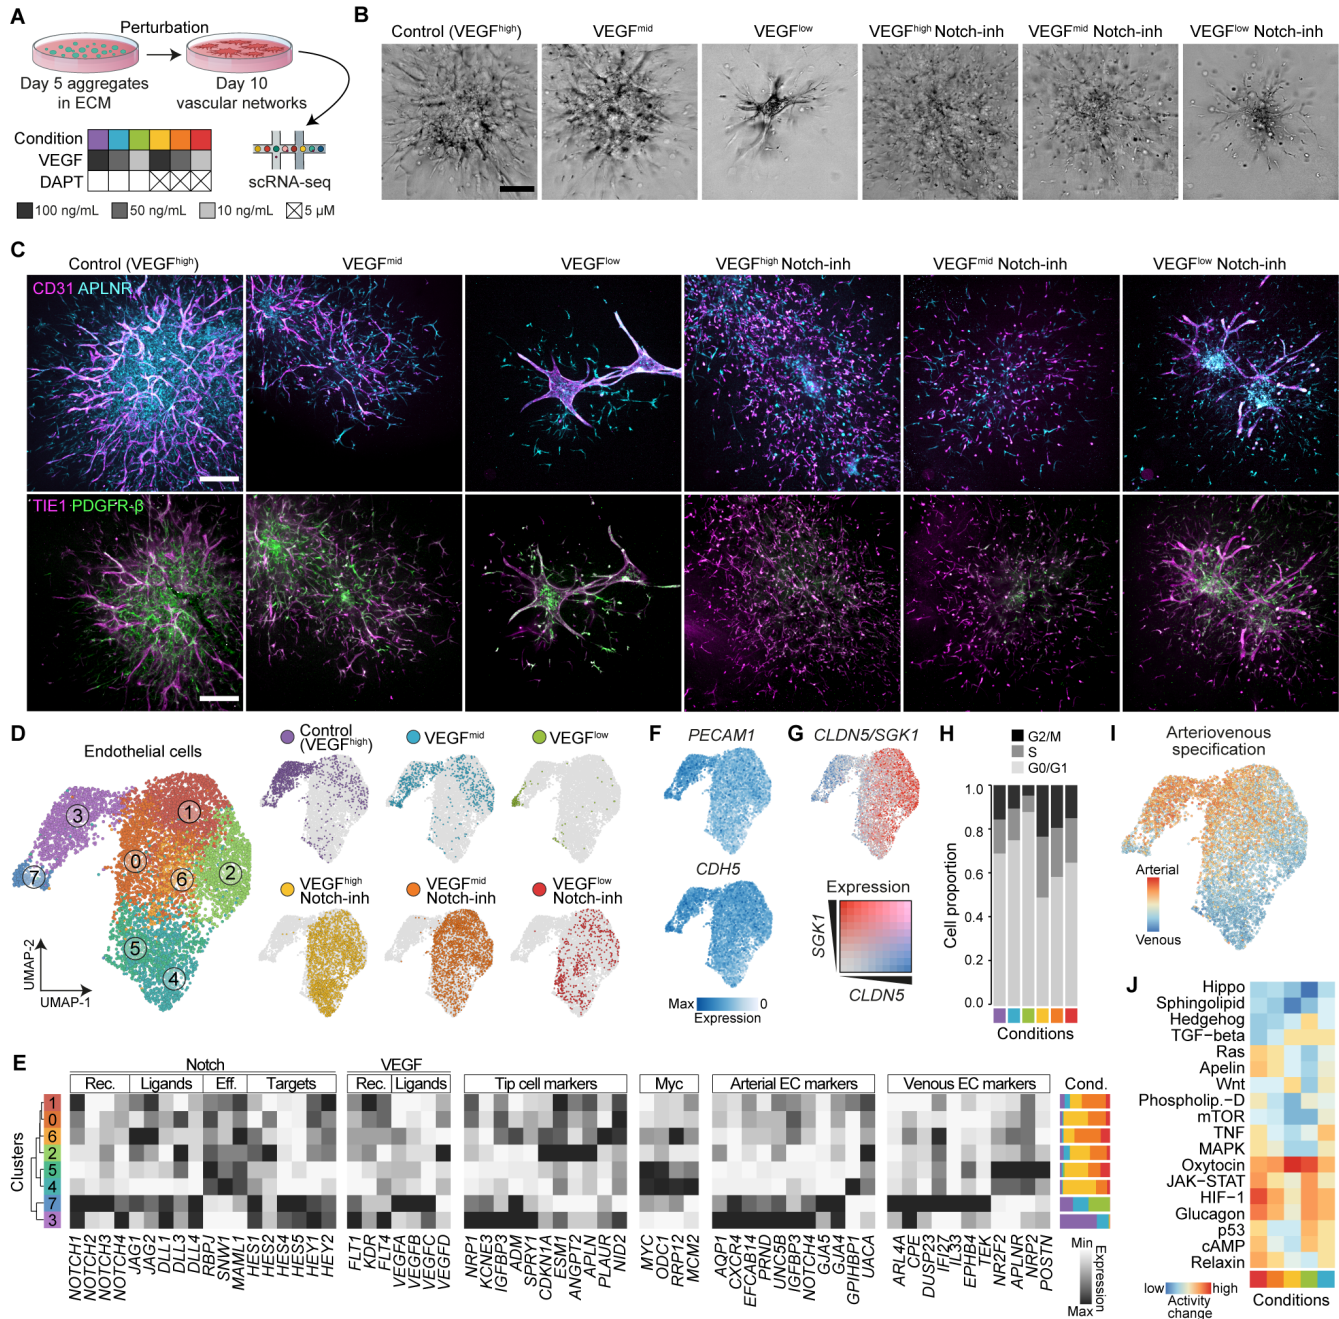 A
Perturbation
Day 5 aggregates
in ECM
Day 10
vascular networks
Condition
VEGF
DAPT
scRNA-seq
100 ng/mL
50 ng/mL
10 ng/mL
5 μM
B
Control (VEGFhigh)
VEGFmid
VEGFlow
VEGFhigh Notch-inh
VEGFmid Notch-inh
VEGFlow Notch-inh
C
Control (VEGFhigh)
VEGFmid
VEGFlow
VEGFhigh Notch-inh
VEGFmid Notch-inh
VEGFlow Notch-inh
CD31 APLNR
TIE1 PDGFR-β
D
Endothelial cells
3
1
0
6
2
7
5
4
UMAP-2
UMAP-1
Control
(VEGFhigh)
VEGFmid
VEGFlow
VEGFhigh
Notch-inh
VEGFmid
Notch-inh
VEGFlow
Notch-inh
F
PECAM1
CDH5
Max
0
Expression
G
CLDN5/SGK1
Expression
SGK1
CLDN5
H
G2/M
S
G0/G1
Cell proportion
1.0
0.8
0.6
0.4
0.2
0.0
Conditions
I
Arteriovenous
specification
Arterial
Venous
E
Notch
VEGF
Rec.
Ligands
Eff.
Targets
Rec.
Ligands
Tip cell markers
Myc
Arterial EC markers
Venous EC markers
Cond.
Clusters
1
0
6
2
5
4
7
3
NOTCH1
NOTCH2
NOTCH3
NOTCH4
JAG1
JAG2
DLL1
DLL3
DLL4
RBPJ
SNW1
MAML1
HES1
HES2
HES4
HES5
HEY1
HEY2
FLT1
KDR
FLT4
VEGFA
VEGFB
VEGFC
VEGFD
NRP1
KCNE3
IGFBP3
ADM
SPRY1
CDKN1A
ESM1
ANGPT2
APLN
PLAUR
NID2
MYC
ODC1
RRP12
MCM2
AQP1
CXCR4
EFCAB14
PRND
UNC5B
IGFBP3
NOTCH4
GJA5
GJA4
GPIHBP1
UACA
ARL4A
CPE
DUSP23
IFI27
IL33
EPHB4
TEK
NR2F2
APLNR
NRP2
POSTN
Min
Max
Expression
J
Hippo
Sphingolipid
Hedgehog
TGF-beta
Ras
Apelin
Wnt
Phospholip.-D
mTOR
TNF
MAPK
Oxytocin
JAK-STAT
HIF-1
Glucagon
p53
cAMP
Relaxin
low
high
Activity
change
Conditions